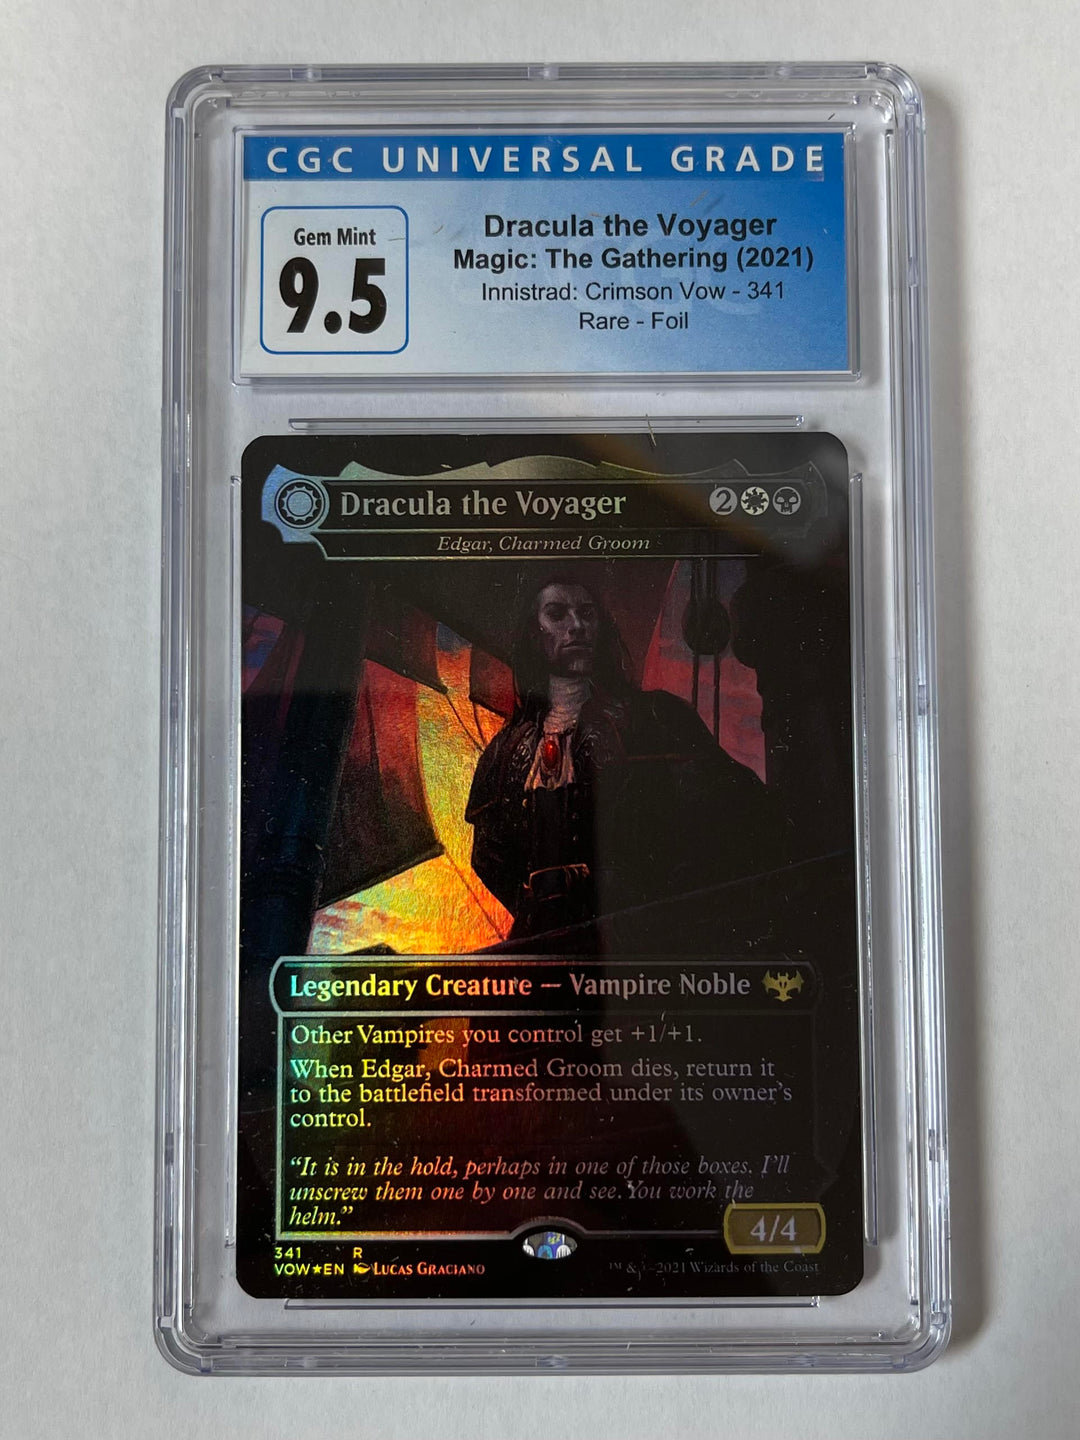 CGC UNIVERSAL GRADE
Gem Mint
9.5
Dracula the Voyager
Magic: The Gathering (2021)
Innistrad: Crimson Vow - 341
Rare - Foil
Dracula the Voyager 2
Edgar, Charmed Groom
Legendary Creature — Vampire Noble
Other Vampires you control get +1/+1.
When Edgar, Charmed Groom dies, return it
to the battlefield transformed under its owner's
control.
"It is in the hold, perhaps in one of those boxes. I'll
unscrew them one by one and see. You work the
helm."
4/4
341 R
VOW★EN LUCAS GRACIANO
™ & © 2021 Wizards of the Coast